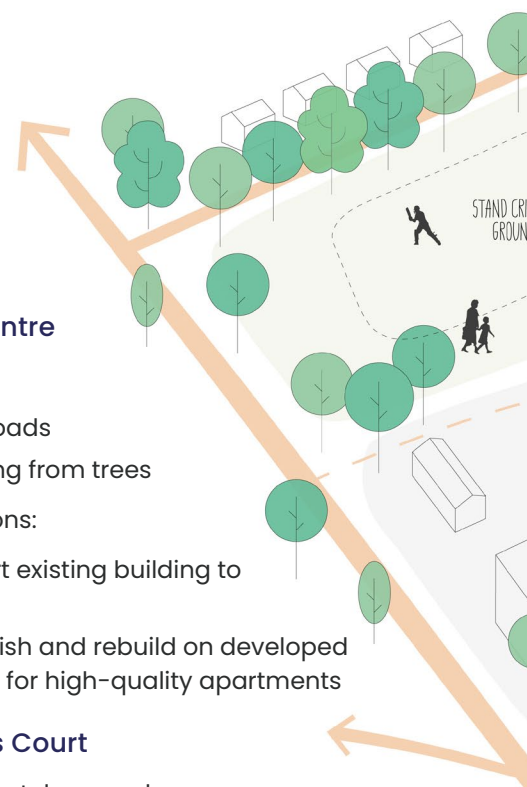 STAND CRI
GROUN
ntre
oads
ng from trees
ons:
rt existing building to
ish and rebuild on developed
for high-quality apartments
s Court